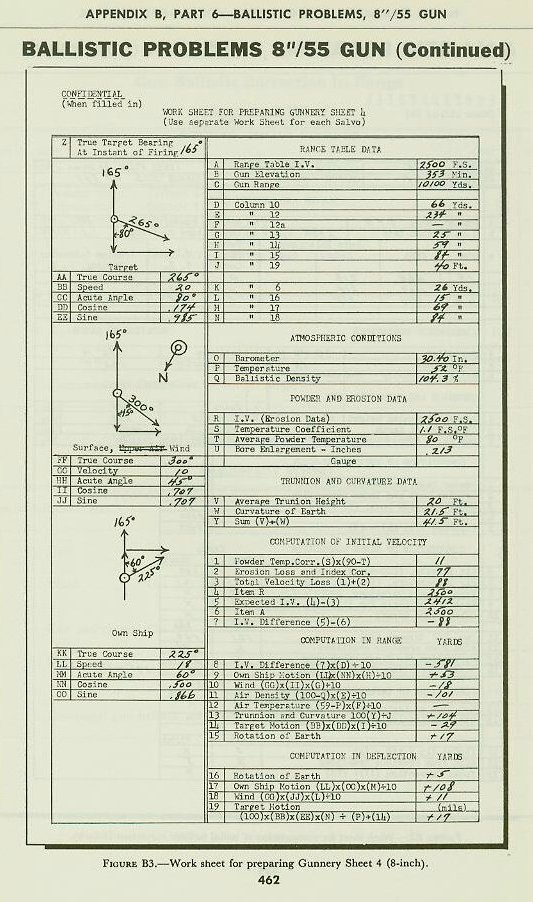 APPENDIX B, PART 6—BALLISTIC PROBLEMS, 8"/55 GUN
BALLISTIC PROBLEMS 8"/55 GUN (Continued)
CONFIDENTIAL
(When filled in)
WORK SHEET FOR PREPARING GUNNERY SHEET 4
(Use separate Work Sheet for each Salvo)
Z True Target Bearing
At Instant of Firing 165°
165°
265°
80°
Target
AA True Course 265°
BB Speed 20
CC Acute Angle 80°
DD Cosine .174
EE Sine .985
165°
N
300°
45°
Surface, Upper Air Wind
FF True Course 300°
GG Velocity 10
HH Acute Angle 45°
II Cosine .707
JJ Sine .707
165°
60°
225°
Own Ship
KK True Course 225°
LL Speed 18
MM Acute Angle 60°
NN Cosine .500
OO Sine .866
RANGE TABLE DATA
A Range Table I.V. 2500 F.S.
B Gun Elevation 353 Min.
C Gun Range 10100 Yds.
D Column 10 66 Yds.
E " 12 234 "
F " 12a — "
G " 13 25 "
H " 14 59 "
I " 15 84 "
J " 19 40 Ft.
K " 6 26 Yds.
L " 16 15 "
M " 17 69 "
N " 18 84 "
ATMOSPHERIC CONDITIONS
O Barometer 30.40 In.
P Temperature 52 °F
Q Ballistic Density 104.3 %
POWDER AND EROSION DATA
R I.V. (Erosion Data) 2500 F.S.
S Temperature Coefficient 1.1 F.S.°F
T Average Powder Temperature 80 °F
U Bore Enlargement - Inches .213
Gauge
TRUNNION AND CURVATURE DATA
V Average Trunion Height 20 Ft.
W Curvature of Earth 21.5 Ft.
Y Sum (V)+(W) 41.5 Ft.
COMPUTATION OF INITIAL VELOCITY
1 Powder Temp.Corr.(S)x(90-T) 11
2 Erosion Loss and Index Cor. 77
3 Total Velocity Loss (1)+(2) 88
4 Item R 2500
5 Expected I.V. (4)-(3) 2412
6 Item A 2500
7 I.V. Difference (5)-(6) - 88
COMPUTATION IN RANGE YARDS
8 I.V. Difference (7)x(D)÷10 - 581
9 Own Ship Motion (LL)x(NN)x(H)÷10 + 53
10 Wind (GG)x(II)x(G)÷10 - 18
11 Air Density (100-Q)x(E)÷10 - 101
12 Air Temperature (59-P)x(F)÷10 —
13 Trunnion and Curvature 100(Y)÷J + 104
14 Target Motion (BB)x(DD)x(I)÷10 - 29
15 Rotation of Earth + 17
COMPUTATION IN DEFLECTION YARDS
16 Rotation of Earth + 5
17 Own Ship Motion (LL)x(OO)x(M)÷10 + 108
18 Wind (GG)x(JJ)x(L)÷10 + 11
19 Target Motion (mils)
(100)x(BB)x(EE)x(N) ÷ (P)+(14) + 17
FIGURE B3.—Work sheet for preparing Gunnery Sheet 4 (8-inch).
462